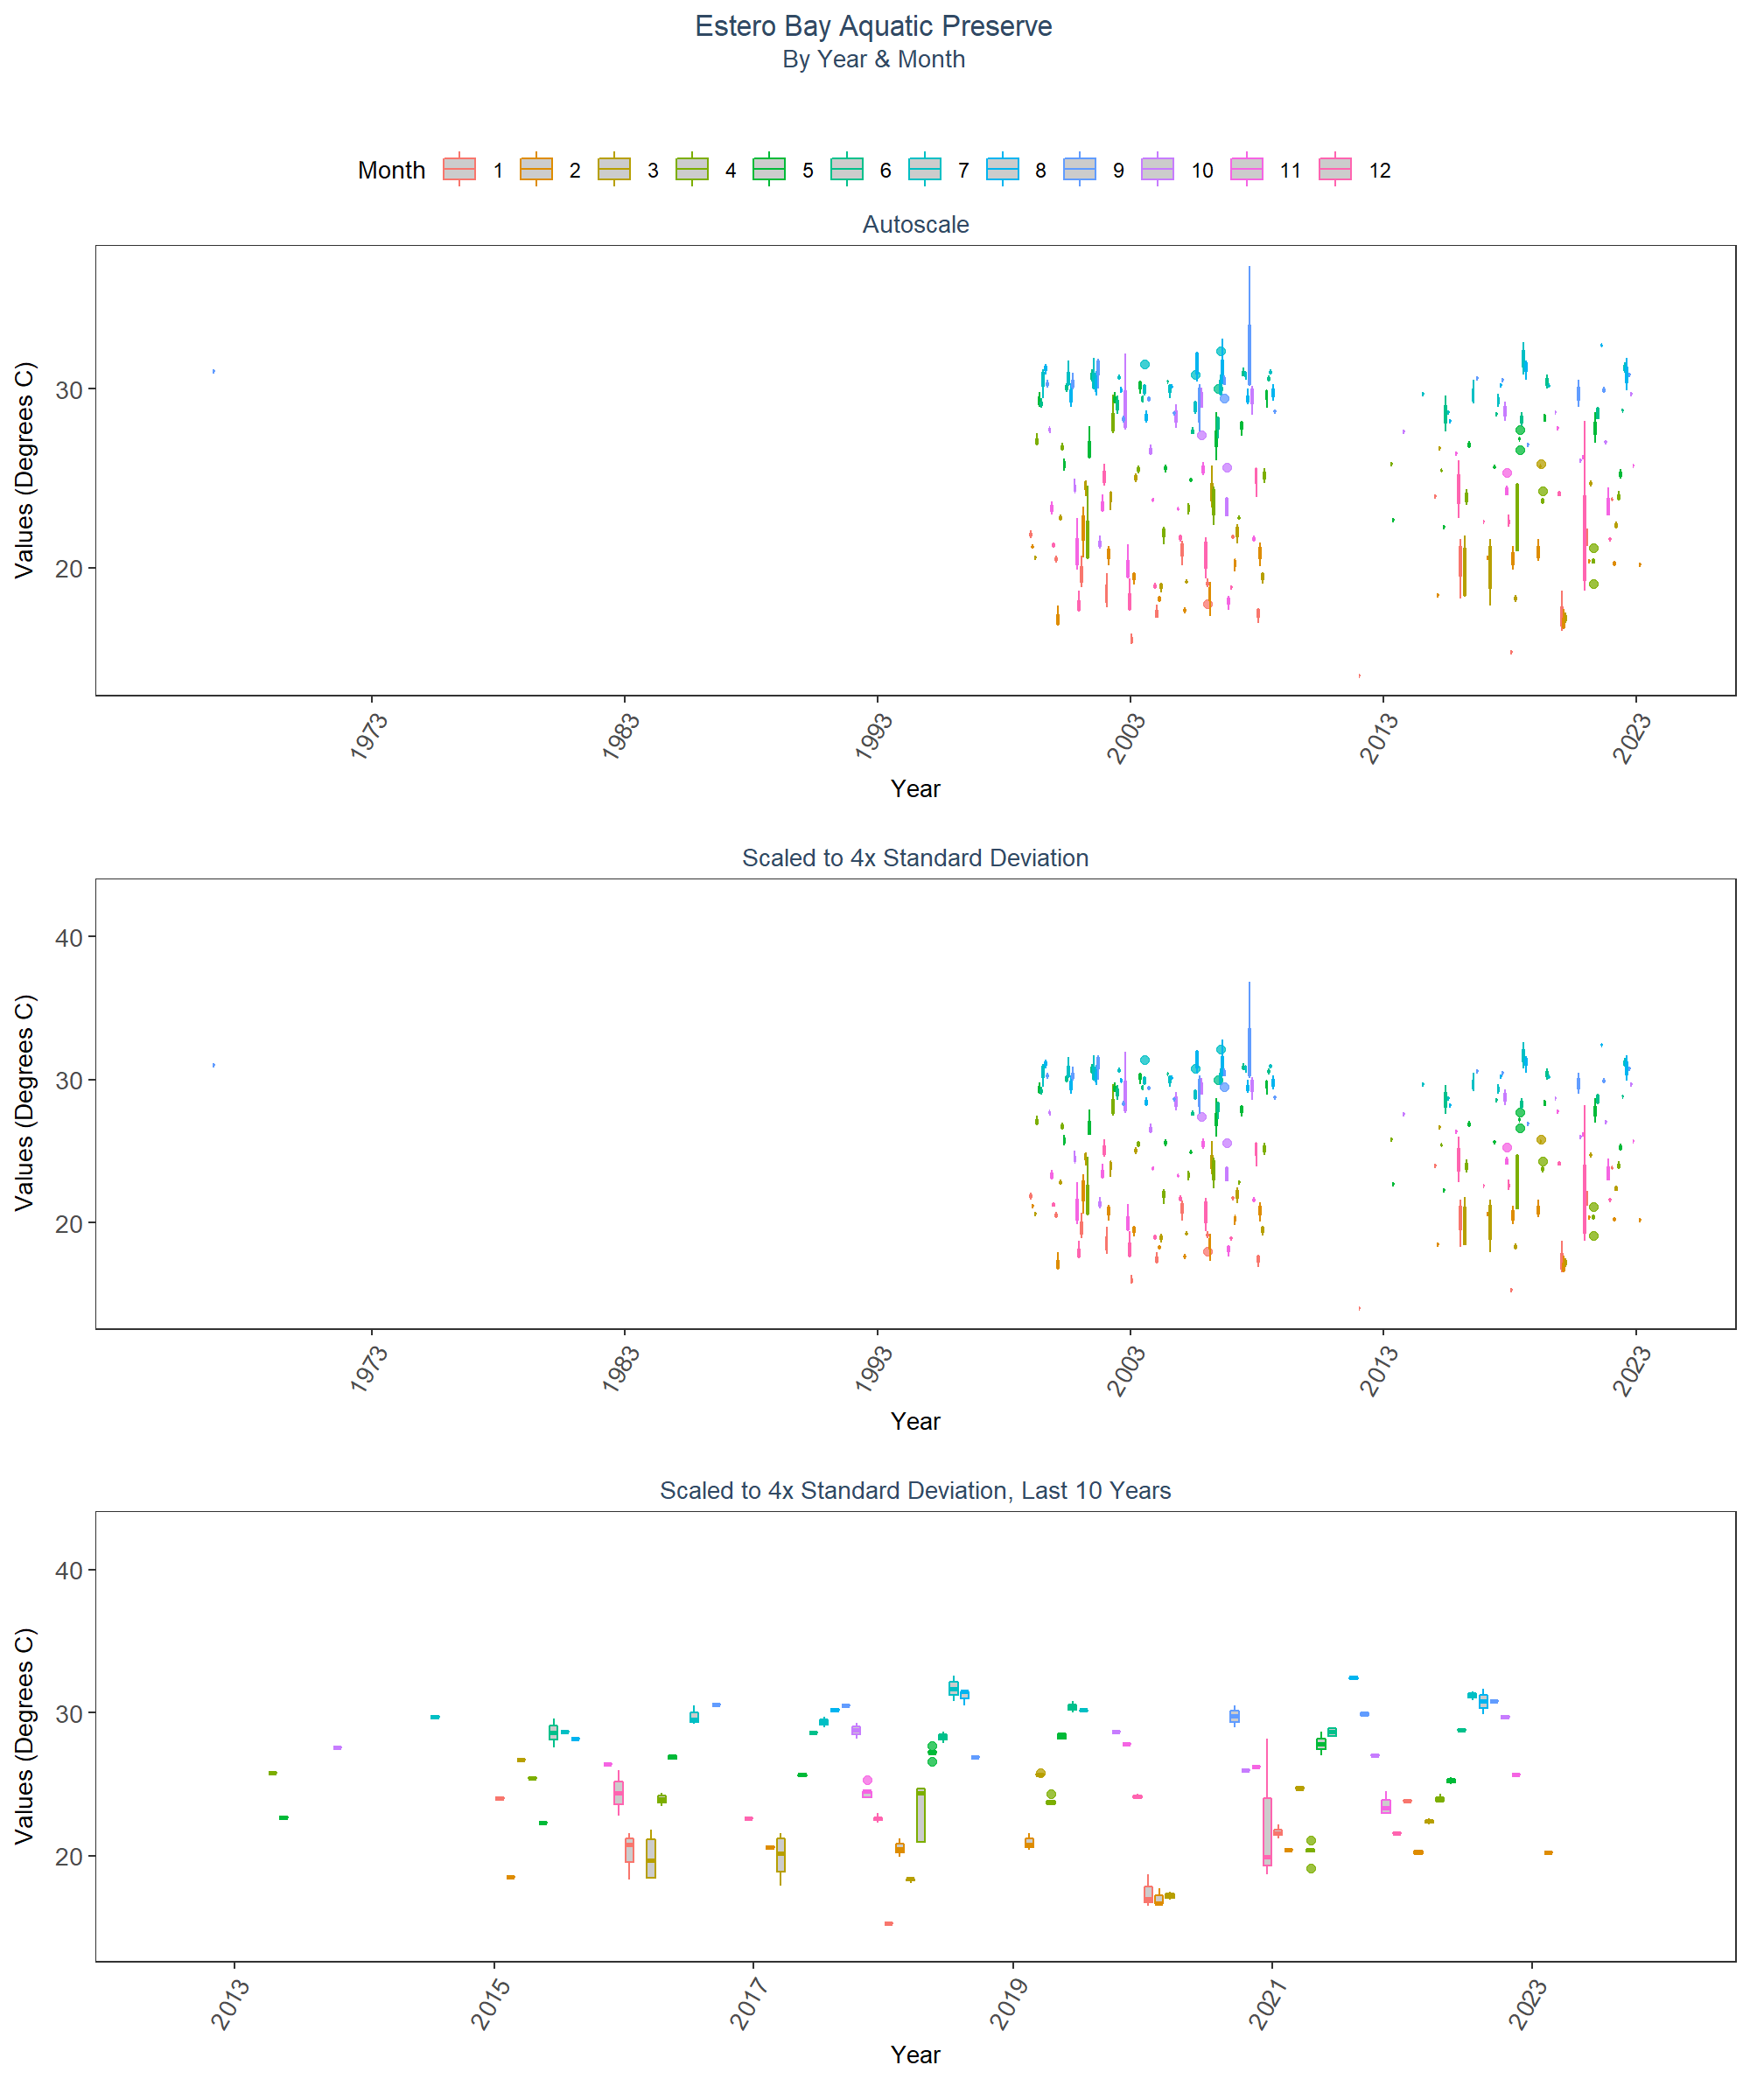 Estero Bay Aquatic Preserve
By Year & Month
Month 1 2 3 4 5 6 7 8 9 10 11 12
Autoscale
Values (Degrees C)
30
20
1973 1983 1993 2003 2013 2023
Year
Scaled to 4x Standard Deviation
Values (Degrees C)
40
30
20
1973 1983 1993 2003 2013 2023
Year
Scaled to 4x Standard Deviation, Last 10 Years
Values (Degrees C)
40
30
20
2013 2015 2017 2019 2021 2023
Year